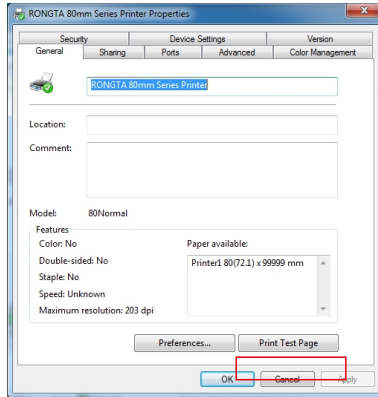 RONGTA 80mm Series Printer Properties
Security Device Settings Version
General Sharing Ports Advanced Color Management
RONGTA 80mm Series Printer
Location:
Comment:
Model: 80Normal
Features
Color: No Paper available:
Double-sided: No Printer1 80(72.1) x 99999 mm
Staple: No
Speed: Unknown
Maximum resolution: 203 dpi
Preferences... Print Test Page
OK Cancel Apply